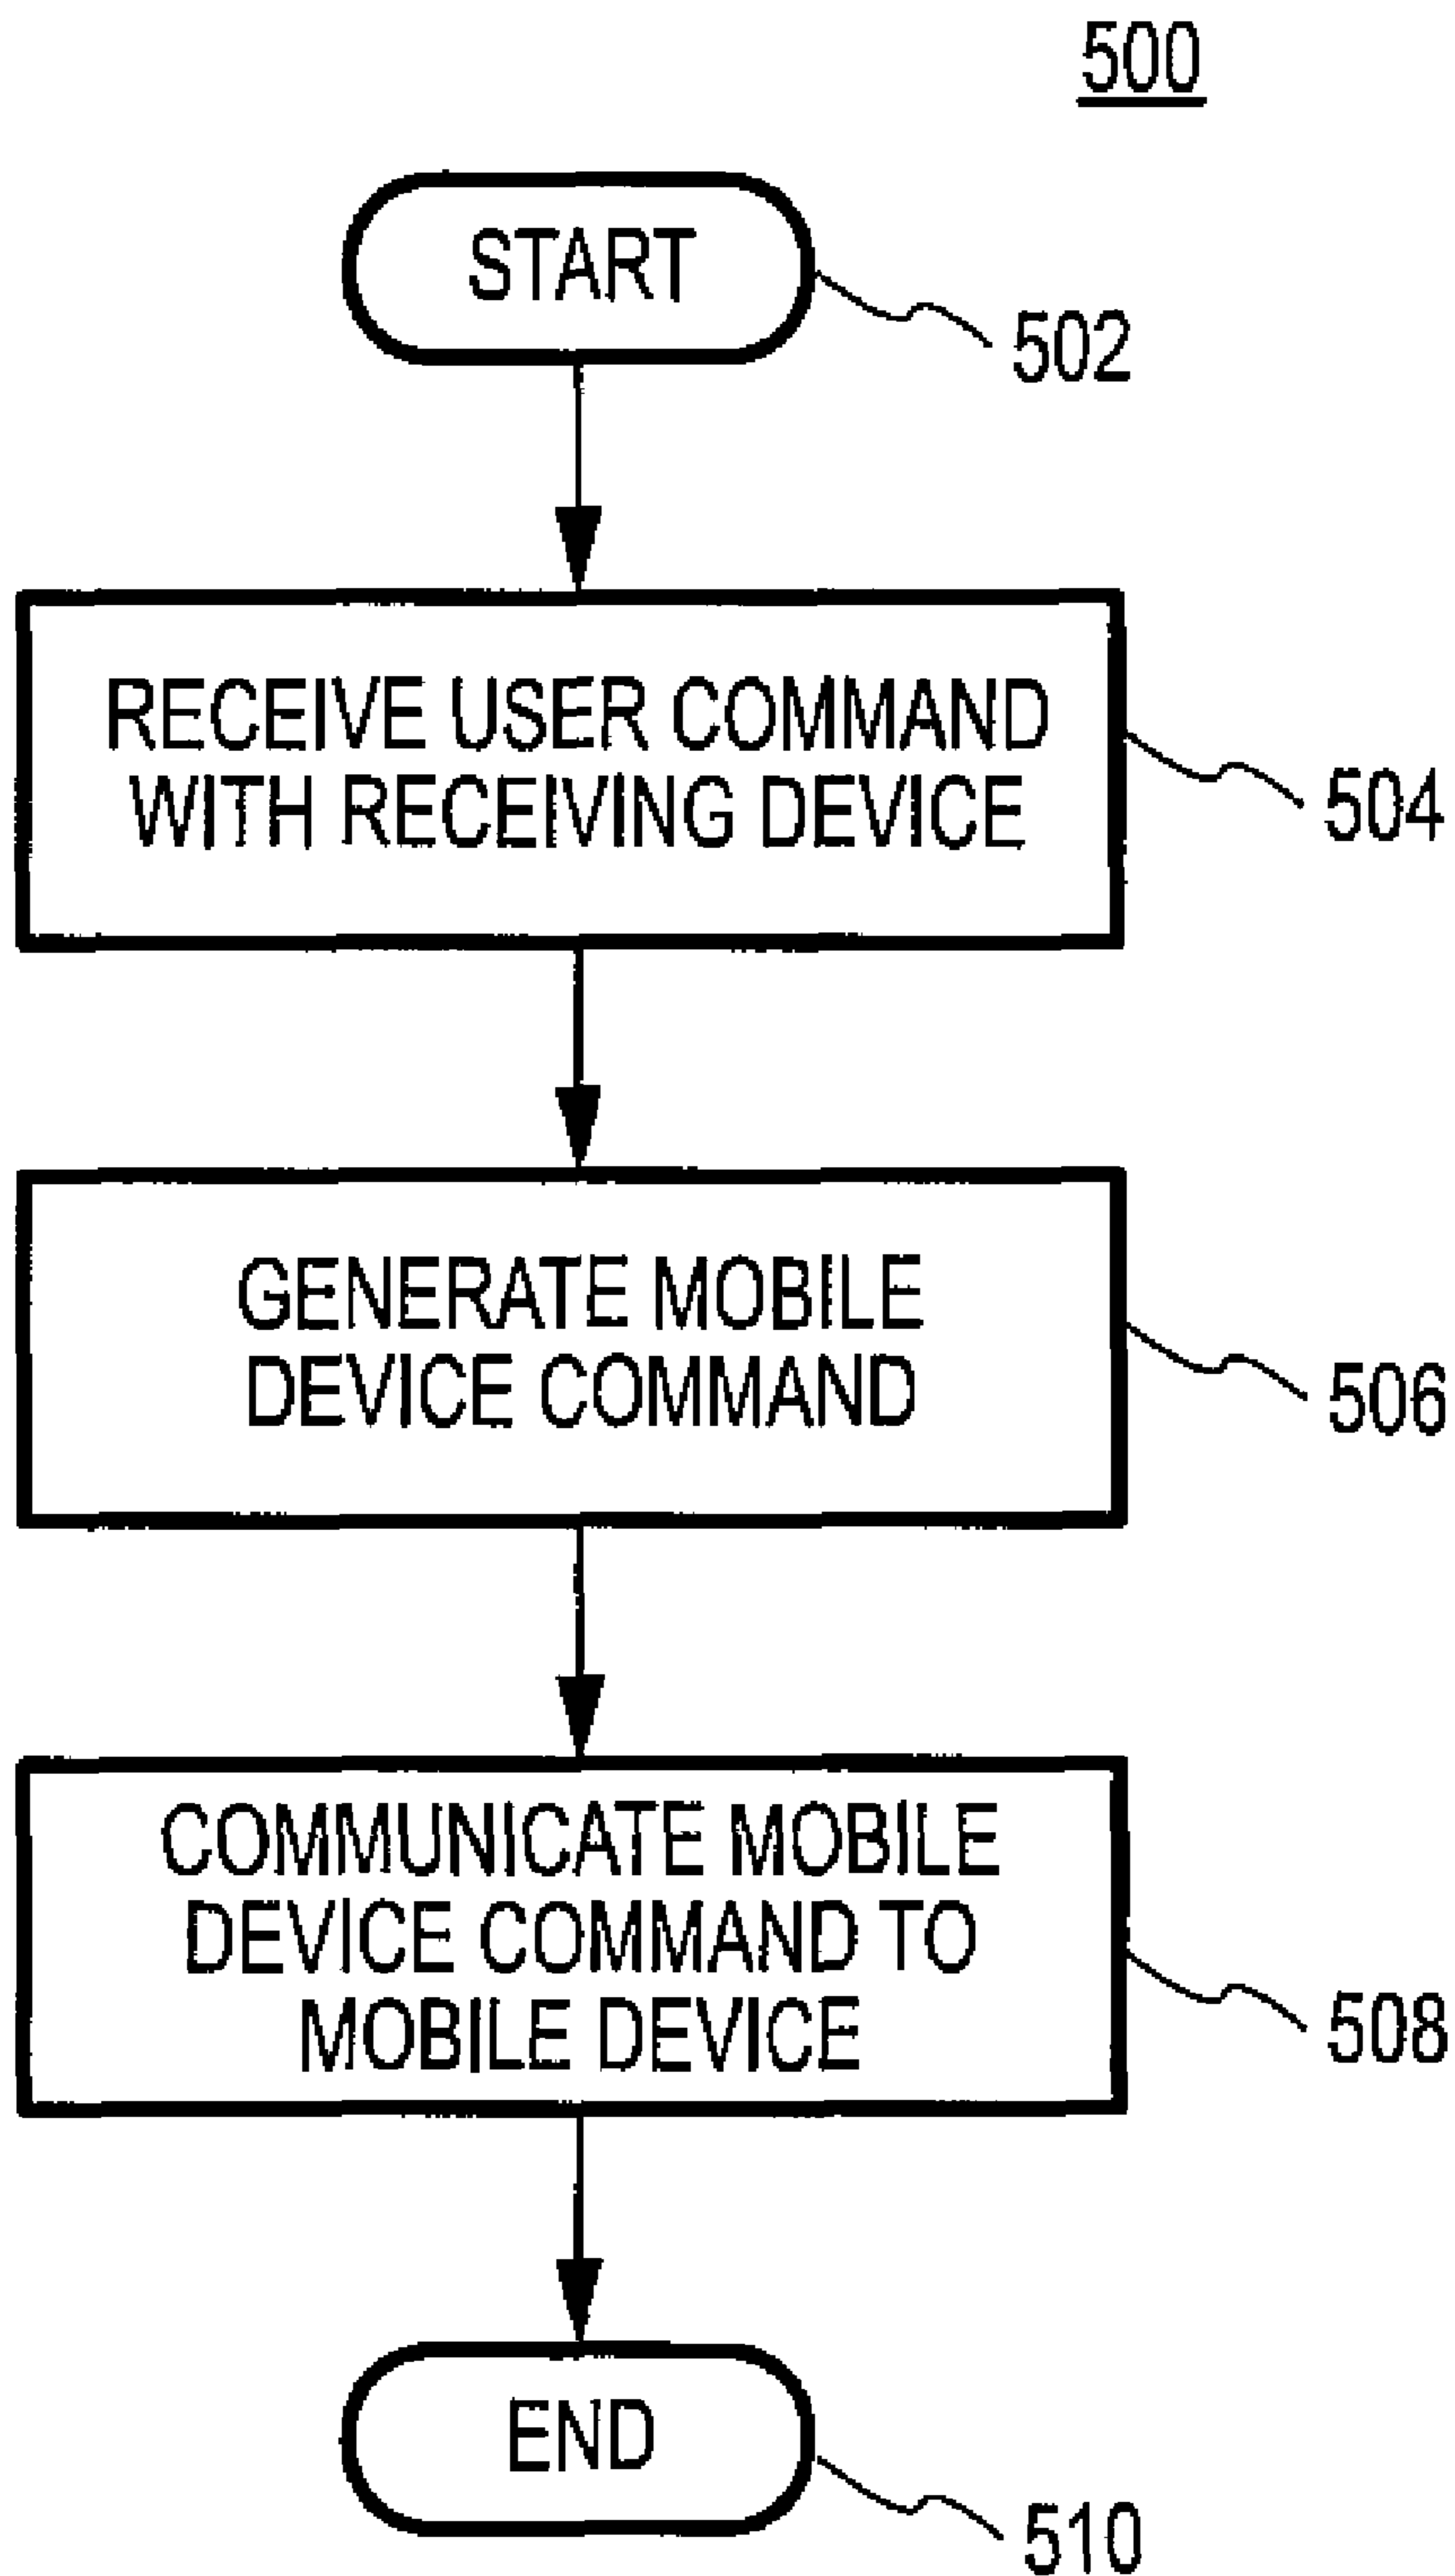 500
START
502
RECEIVE USER COMMAND
WITH RECEIVING DEVICE
504
GENERATE MOBILE
DEVICE COMMAND
506
COMMUNICATE MOBILE
DEVICE COMMAND TO
MOBILE DEVICE
508
END
510